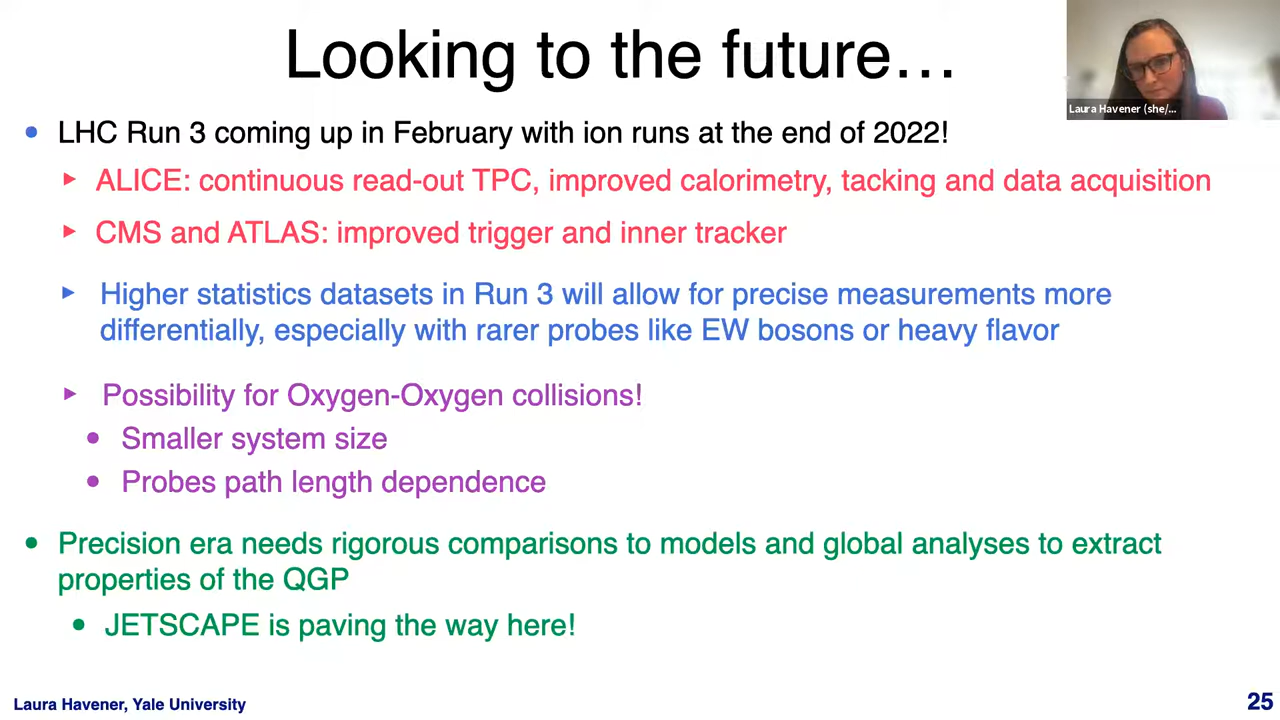 Looking to the future…
Laura Havener (she/...
• LHC Run 3 coming up in February with ion runs at the end of 2022!
▸ ALICE: continuous read-out TPC, improved calorimetry, tacking and data acquisition
▸ CMS and ATLAS: improved trigger and inner tracker
▸ Higher statistics datasets in Run 3 will allow for precise measurements more
differentially, especially with rarer probes like EW bosons or heavy flavor
▸ Possibility for Oxygen-Oxygen collisions!
• Smaller system size
• Probes path length dependence
• Precision era needs rigorous comparisons to models and global analyses to extract
properties of the QGP
• JETSCAPE is paving the way here!
Laura Havener, Yale University
25